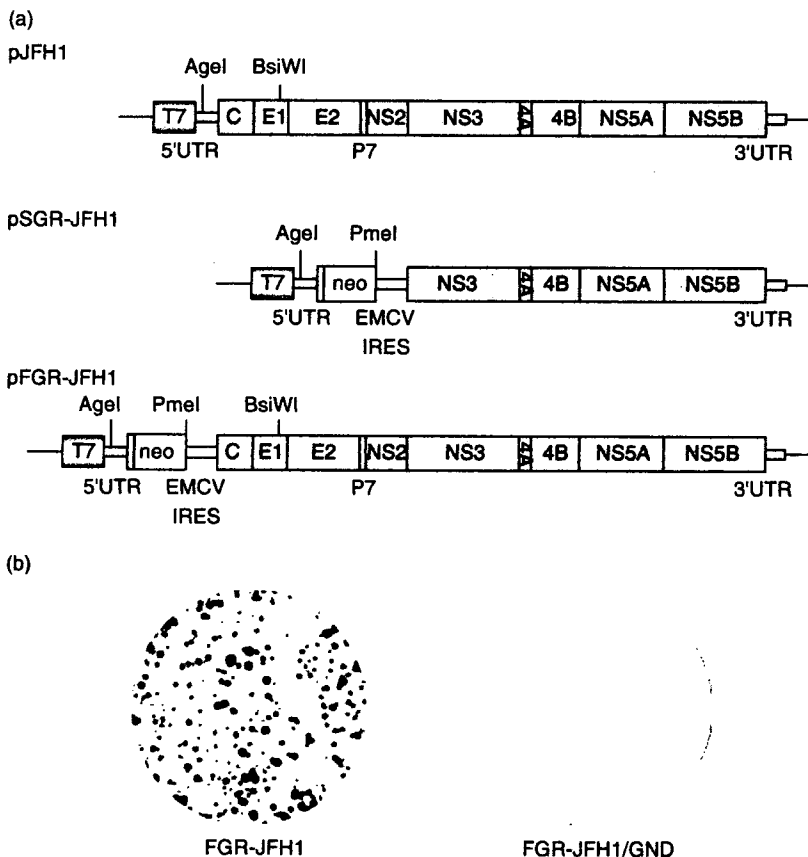 (a)
pJFH1
AgeI BsiWI
T7 C E1 E2 NS2 NS3 4A 4B NS5A NS5B
5'UTR P7 3'UTR
pSGR-JFH1
AgeI PmeI
T7 neo NS3 4A 4B NS5A NS5B
5'UTR EMCV 3'UTR
IRES
pFGR-JFH1
AgeI PmeI BsiWI
T7 neo C E1 E2 NS2 NS3 4A 4B NS5A NS5B
5'UTR EMCV P7 3'UTR
IRES
(b)
FGR-JFH1 FGR-JFH1/GND